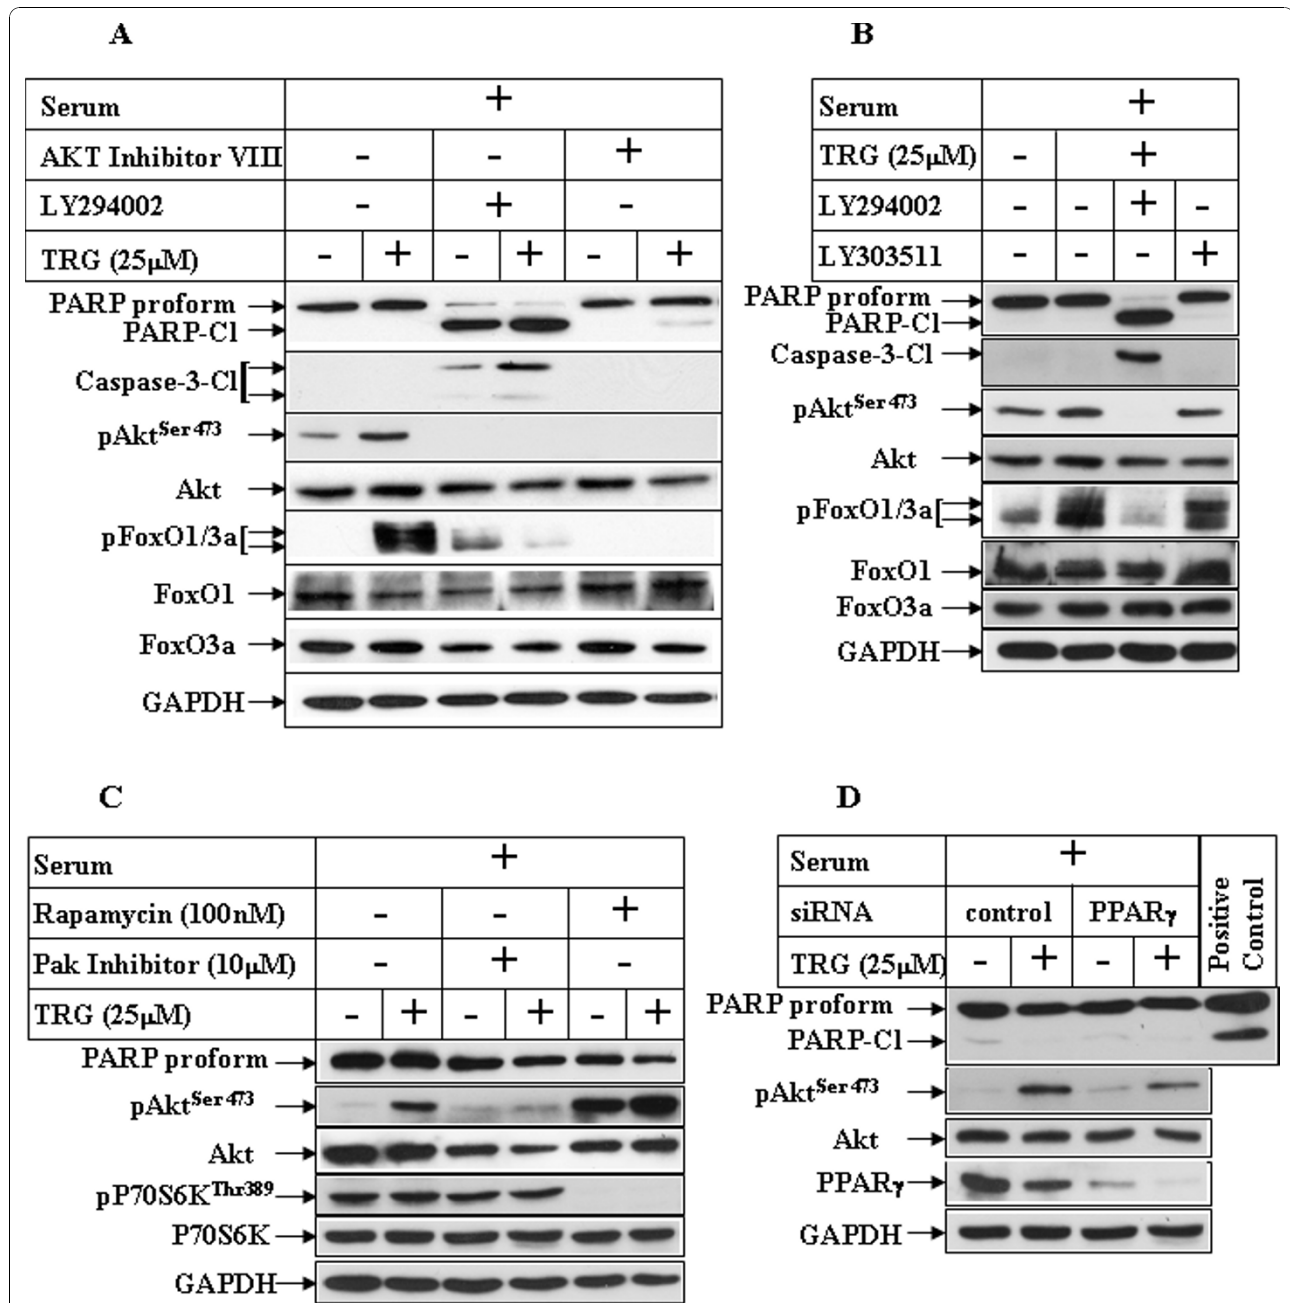 A
Serum +
AKT Inhibitor VIII - - +
LY294002 - + -
TRG (25μM) - + - + - +
PARP proform
PARP-Cl
Caspase-3-Cl
pAktSer473
Akt
pFoxO1/3a
FoxO1
FoxO3a
GAPDH
B
Serum +
TRG (25μM) - +
LY294002 - - + -
LY303511 - - - +
PARP proform
PARP-Cl
Caspase-3-Cl
pAktSer473
Akt
pFoxO1/3a
FoxO1
FoxO3a
GAPDH
C
Serum +
Rapamycin (100nM) - - +
Pak Inhibitor (10μM) - + -
TRG (25μM) - + - + - +
PARP proform
pAktSer473
Akt
pP70S6KThr389
P70S6K
GAPDH
D
Serum +
siRNA control PPARγ
TRG (25μM) - + - +
Positive
Control
PARP proform
PARP-Cl
pAktSer473
Akt
PPARγ
GAPDH